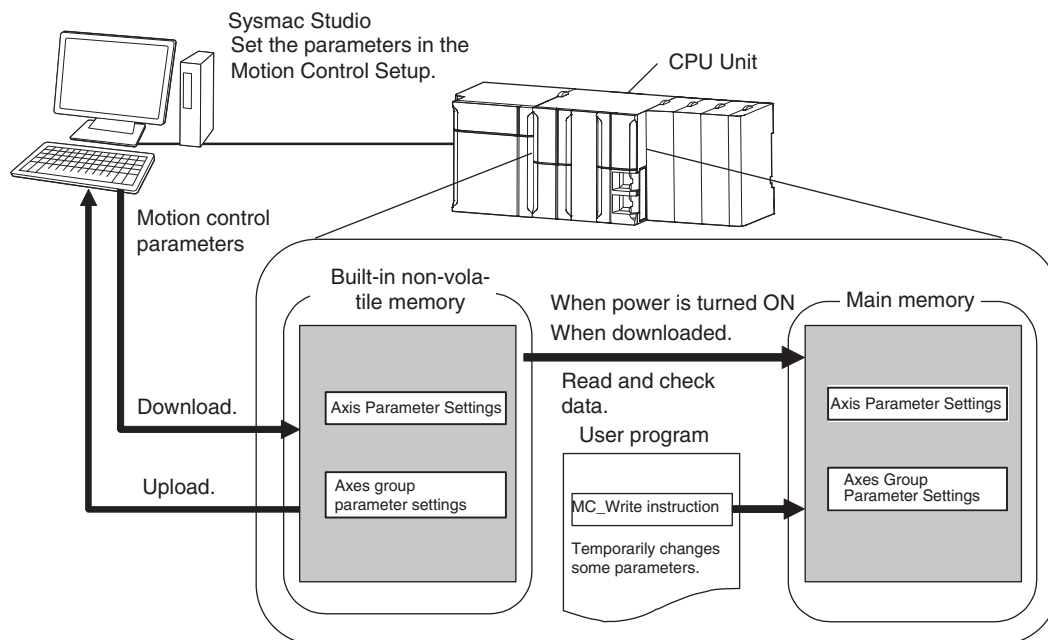 Sysmac Studio
Set the parameters in the
Motion Control Setup.
CPU Unit
Motion control
parameters
Built-in non-vola-
tile memory
When power is turned ON
When downloaded.
Main memory
Read and check
data.
Download.
Axis Parameter Settings
Axis Parameter Settings
User program
Upload.
Axes group
parameter settings
MC_Write instruction
Temporarily changes
some parameters.
Axes Group
Parameter Settings